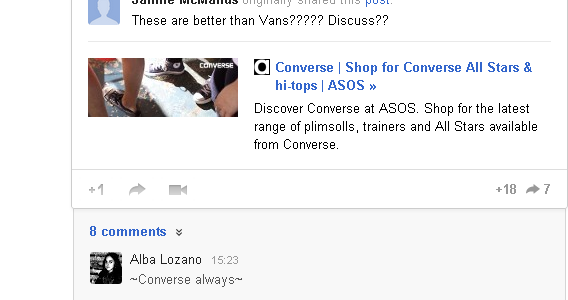 Janine McManus originally shared this post:
These are better than Vans????? Discuss??
CONVERSE
Converse | Shop for Converse All Stars &
hi-tops | ASOS »
Discover Converse at ASOS. Shop for the latest
range of plimsolls, trainers and All Stars available
from Converse.
+1
+18 7
8 comments
Alba Lozano 15:23
~Converse always~